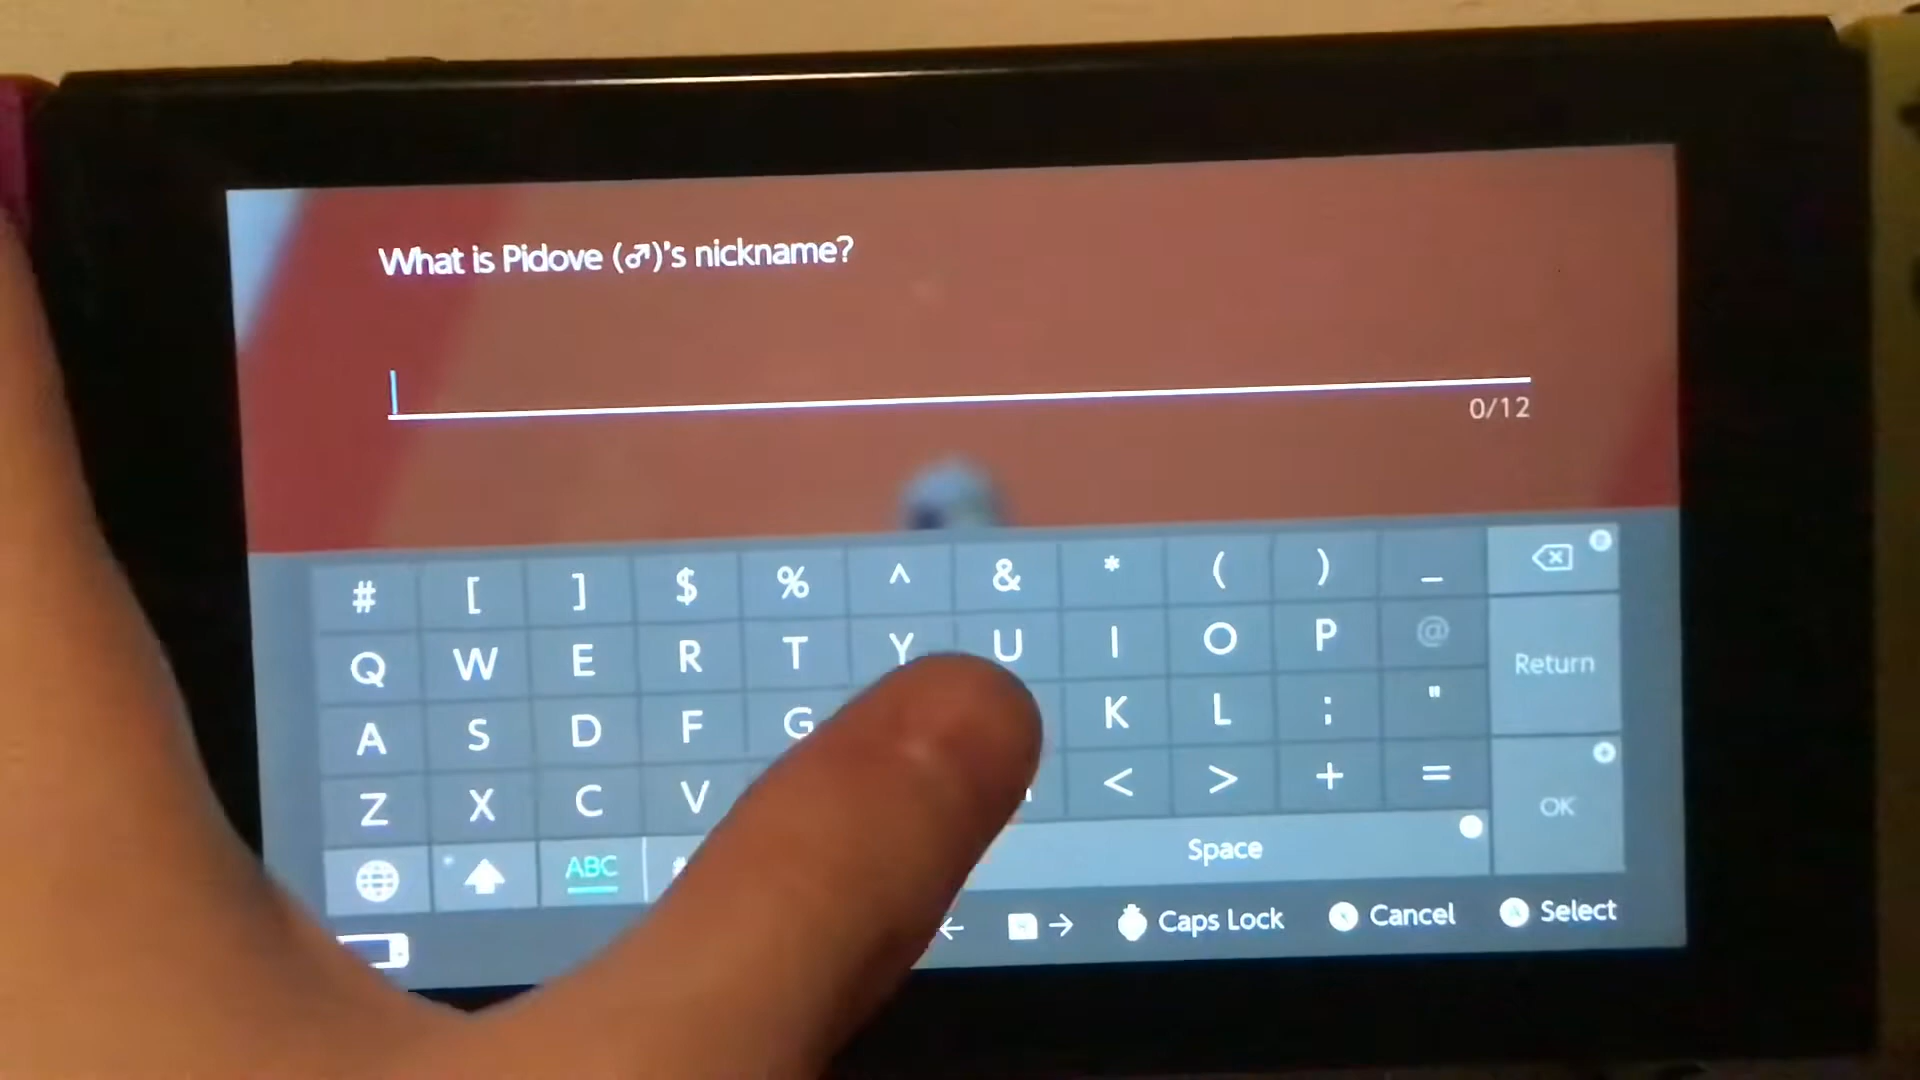 What is Pidove (♂)'s nickname?
0/12
# [ ] $ % ^ & * ( ) _
Q W E R T Y U I O P @
Return
A S D F G K L ; "
Z X C V < > + =
OK
ABC
Space
← → Caps Lock Cancel Select